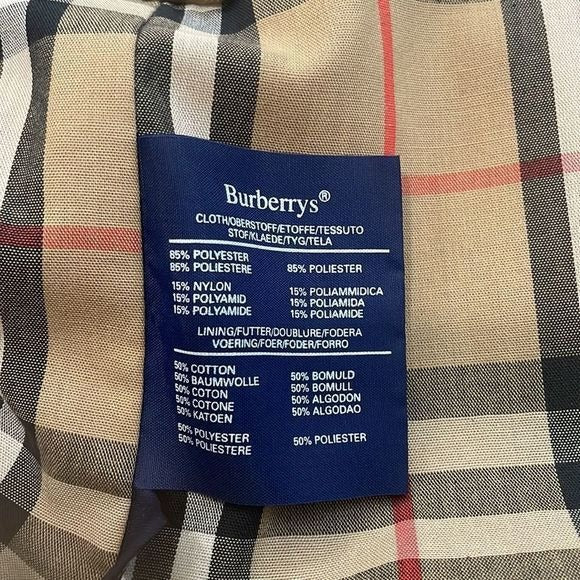 Burberrys®
CLOTH/OBERSTOFF/ETOFFE/TESSUTO
STOF/KLAEDE/TYG/TELA
85% POLYESTER
85% POLIESTERE
85% POLIESTER
15% NYLON
15% POLYAMID
15% POLYAMIDE
15% POLIAMMIDICA
15% POLIAMIDA
15% POLIAMIDE
LINING/FUTTER/DOUBLURE/FODERA
VOERING/FOER/FODER/FORRO
50% COTTON
50% BAUMWOLLE
50% COTON
50% COTONE
50% KATOEN
50% BOMULD
50% BOMULL
50% ALGODON
50% ALGODAO
50% POLYESTER
50% POLIESTERE
50% POLIESTER